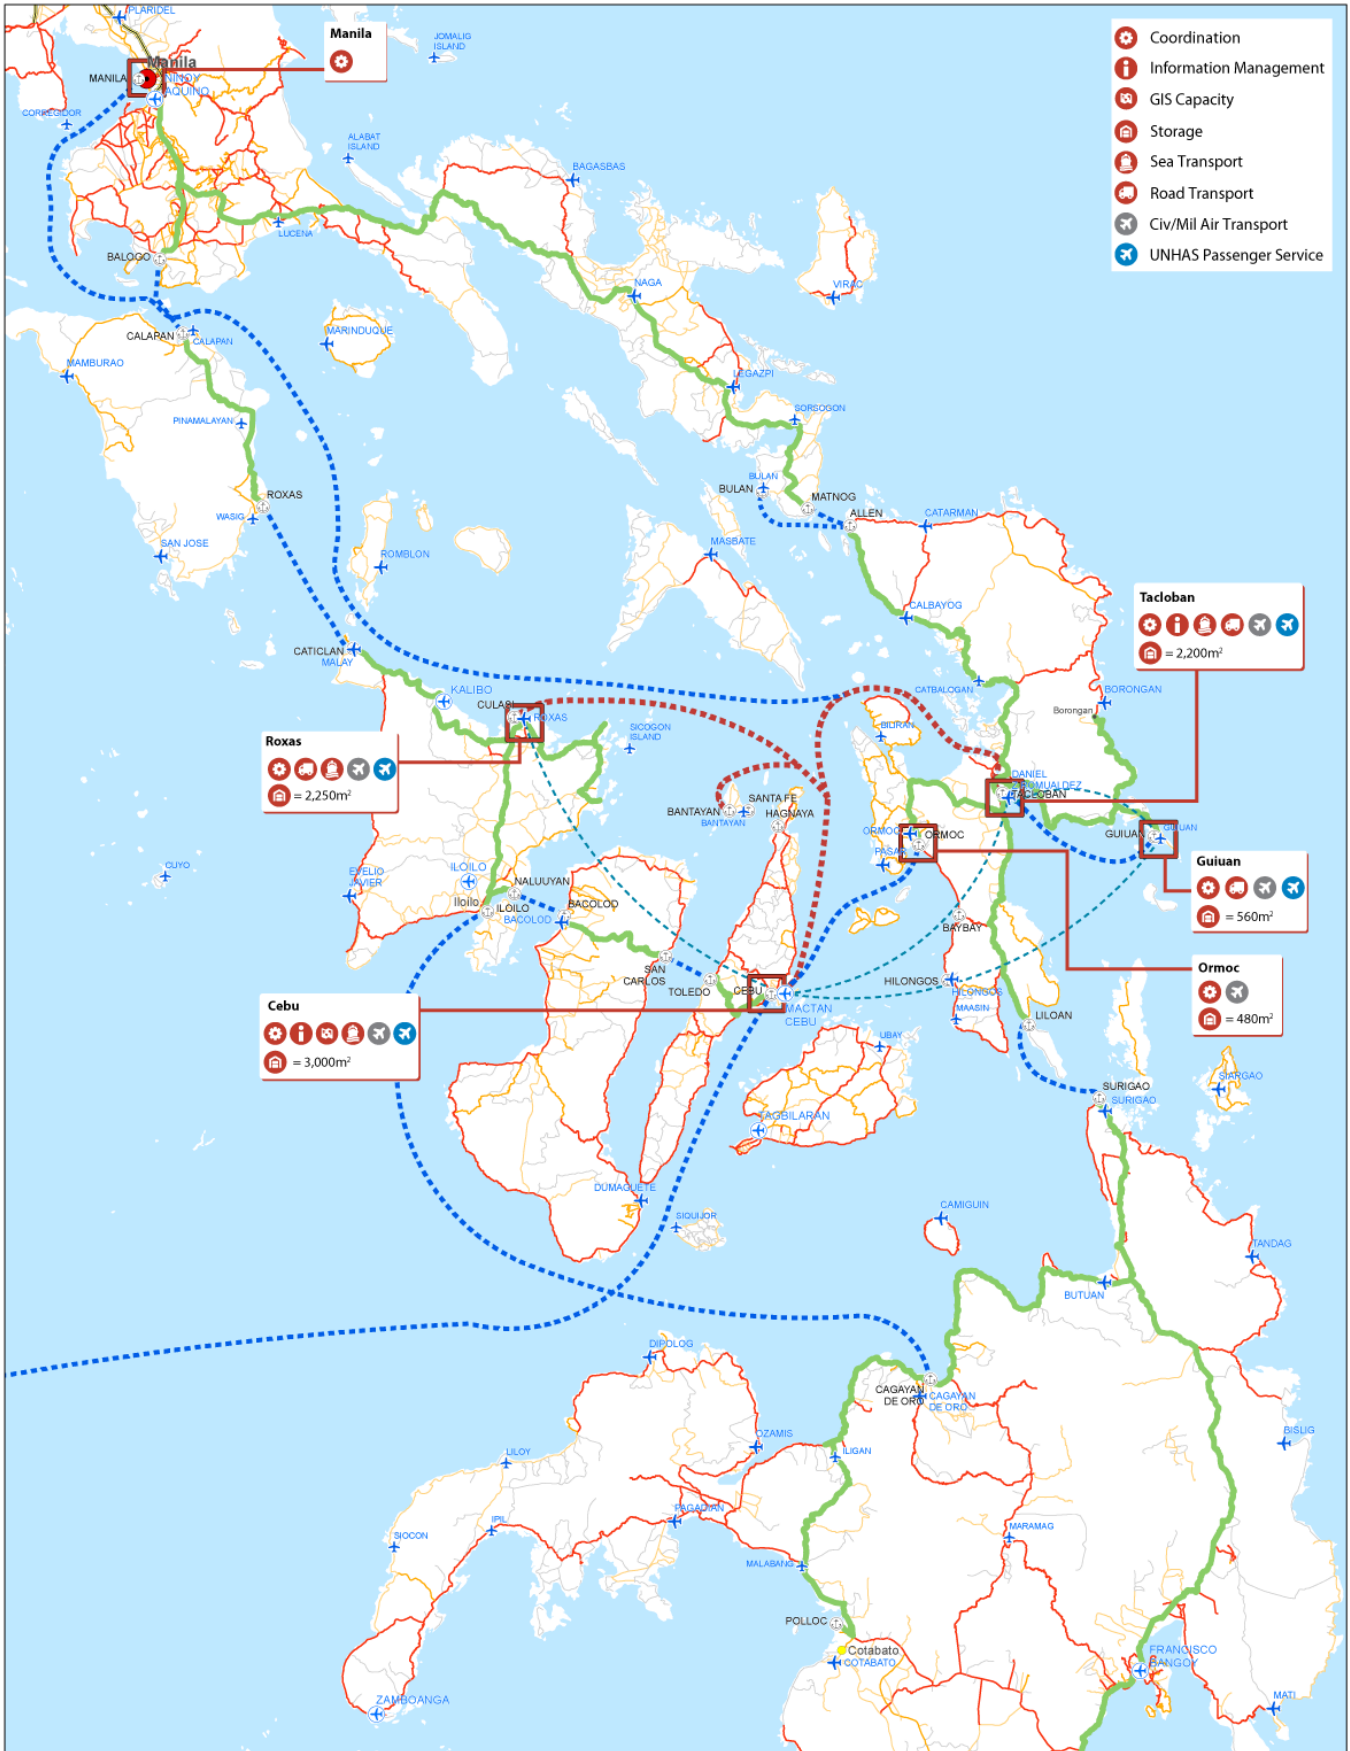 PLARIDEL
Manila
JOMALIG
ISLAND
Coordination
Information Management
GIS Capacity
Storage
Sea Transport
Road Transport
Civ/Mil Air Transport
UNHAS Passenger Service
Manila
MANILA
NINOY
AQUINO
CORREGIDOR
ALABAT
ISLAND
BAGASBAS
LUCENA
BALOGO
NAGA
VIRAC
CALAPAN
CALAPAN
MARINDUQUE
MAMBURAO
LEGAZPI
PINAMALAYAN
SORSOGON
BULAN
BULAN
ROXAS
MATNOG
WASIG
ALLEN
CATARMAN
SAN JOSE
ROMBLON
MASBATE
Tacloban
= 2,200m²
CALBAYOG
CATICLAN
MALAY
KALIBO
CATBALOGAN
BORONGAN
Borongan
CULASI
ROXAS
SICOGON
ISLAND
BILIRAN
Roxas
= 2,250m²
DANIEL
Z. ROMUALDEZ
TACLOBAN
SANTA FE
BANTAYAN
BANTAYAN
HAGNAYA
ORMOC
ORMOC
PASAR
GUIUAN
GUIUAN
Guiuan
= 560m²
CUYO
EVELIO
JAVIER
ILOILO
NALUUYAN
Iloilo
ILOILO
BACOLOD
BACOLOD
BAYBAY
SAN
CARLOS
TOLEDO
CEBU
MACTAN
CEBU
HILONGOS
HILONGOS
MAASIN
LILOAN
Ormoc
= 480m²
Cebu
= 3,000m²
UBAY
SURIGAO
SURIGAO
SIARGAO
TAGBILARAN
DUMAGUETE
SIQUIJOR
CAMIGUIN
TANDAG
BUTUAN
DIPOLOG
CAGAYAN
DE ORO
CAGAYAN
DE ORO
OZAMIS
ILIGAN
BISLIG
LILOY
PAGADIAN
IPIL
SIOCON
MARAMAG
MALABANG
POLLOC
Cotabato
COTABATO
FRANCISCO
BANGOY
ZAMBOANGA
MATI